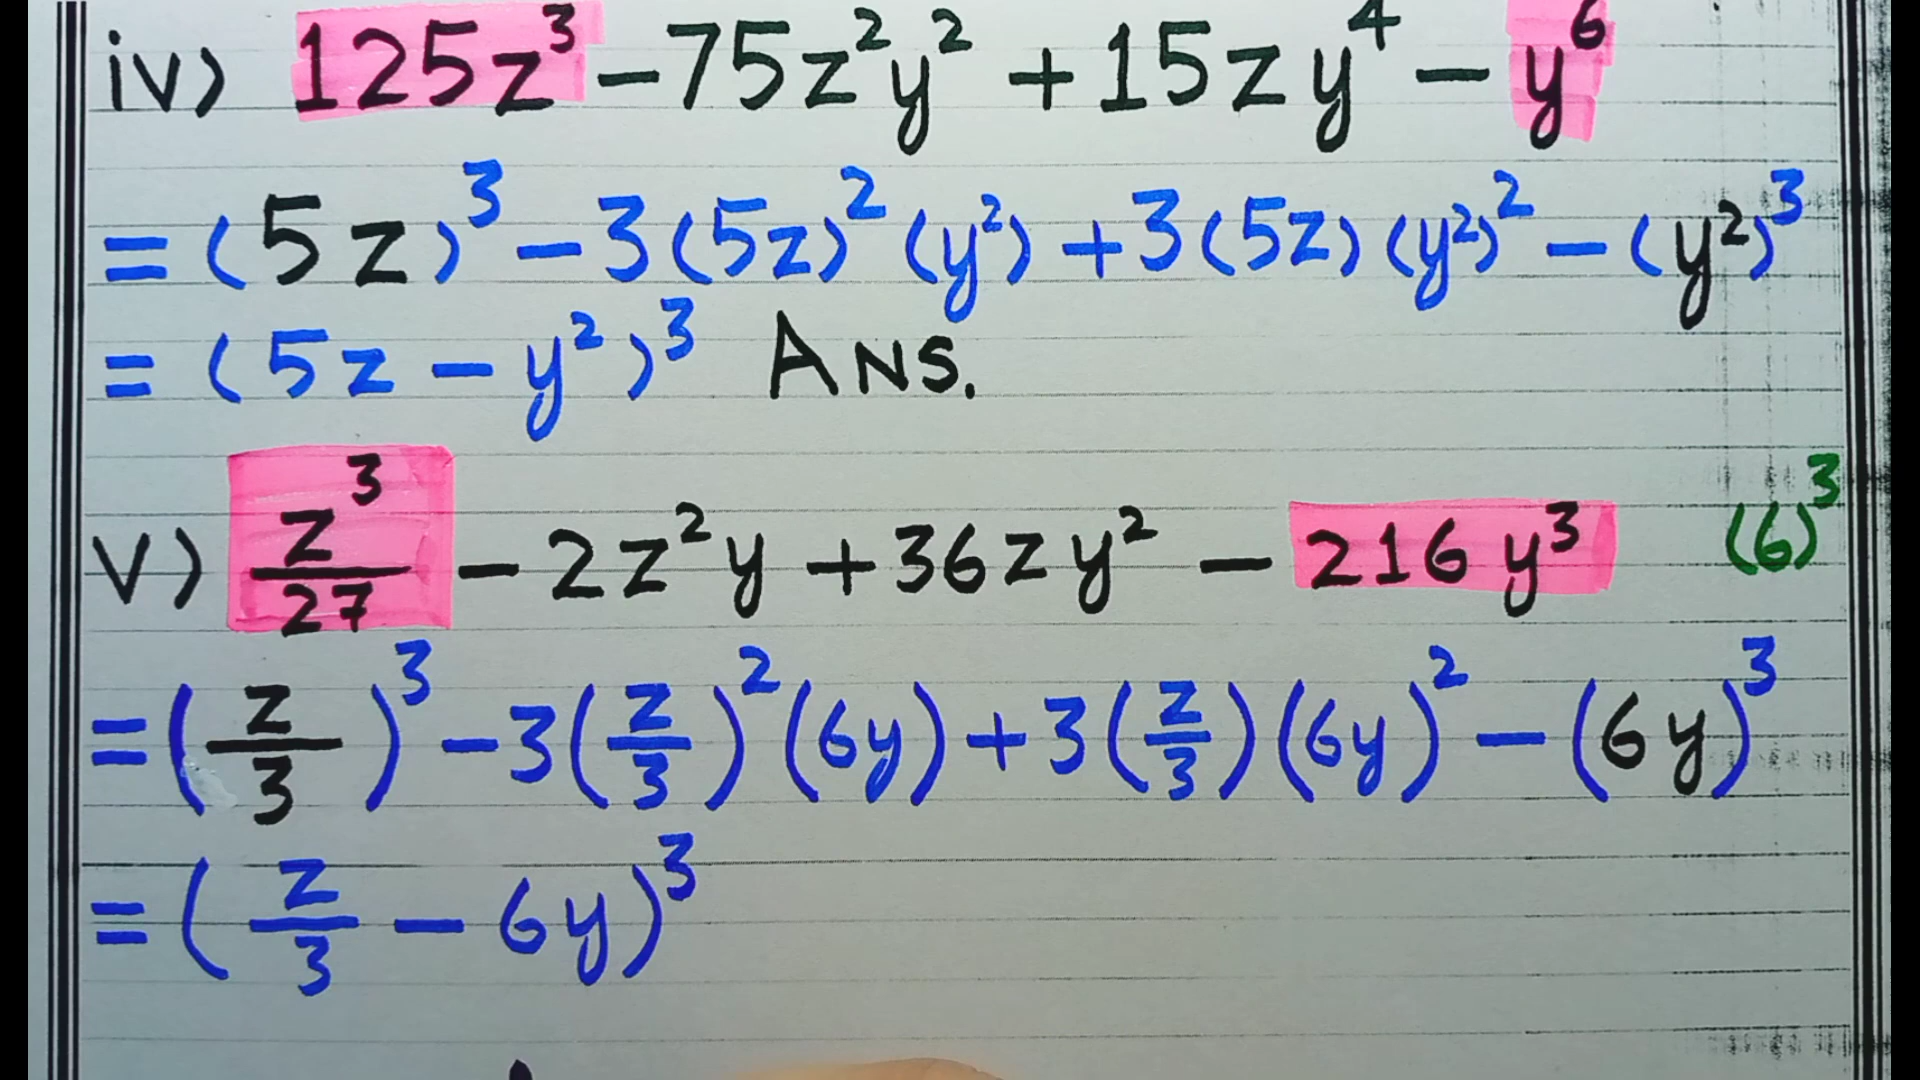 iv) 125z³ - 75z²y² + 15zy⁴ - y⁶
= (5z)³ - 3(5z)²(y²) + 3(5z)(y²)² - (y²)³
= (5z - y²)³ Ans.
v) z³/27 - 2z²y + 36zy² - 216y³ (6)³
= (z/3)³ - 3(z/3)²(6y) + 3(z/3)(6y)² - (6y)³
= (z/3 - 6y)³